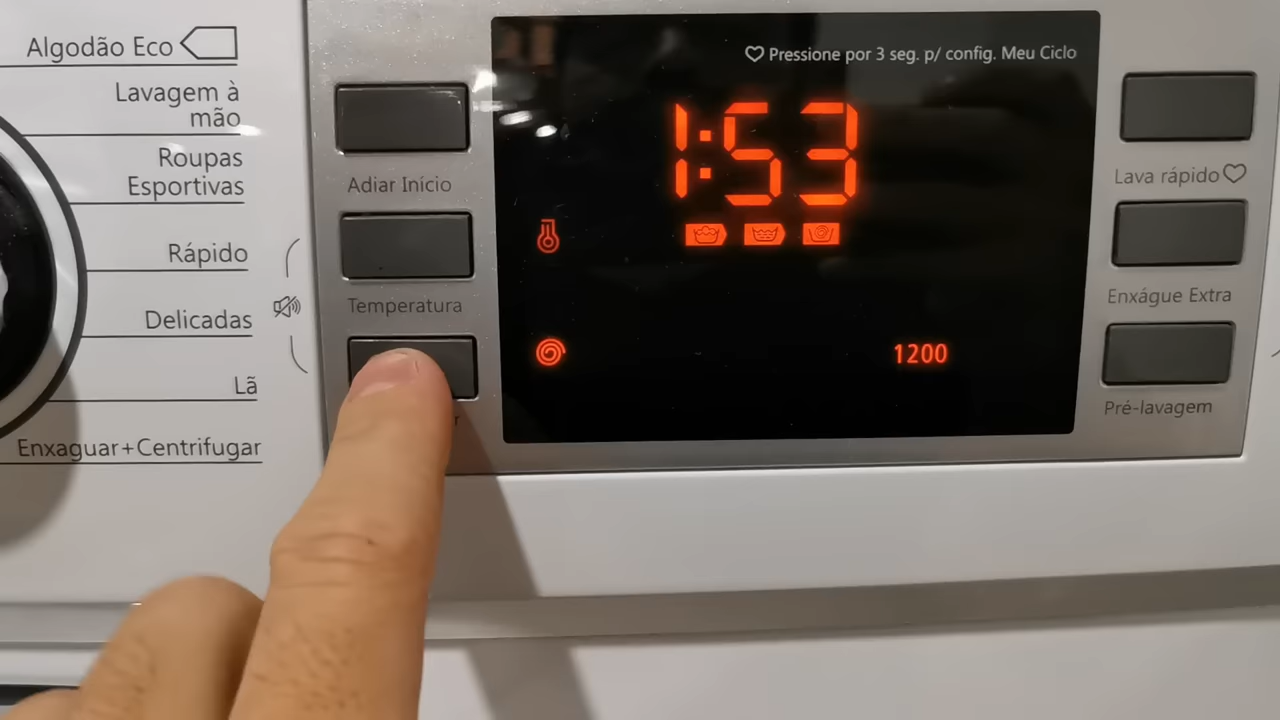 Algodão Eco
Lavagem à
mão
Roupas
Esportivas
Rápido
Delicadas
Lã
Enxaguar+Centrifugar
Adiar Início
Temperatura
♡ Pressione por 3 seg. p/ config. Meu Ciclo
1:53
1200
Lava rápido♡
Enxágue Extra
Pré-lavagem